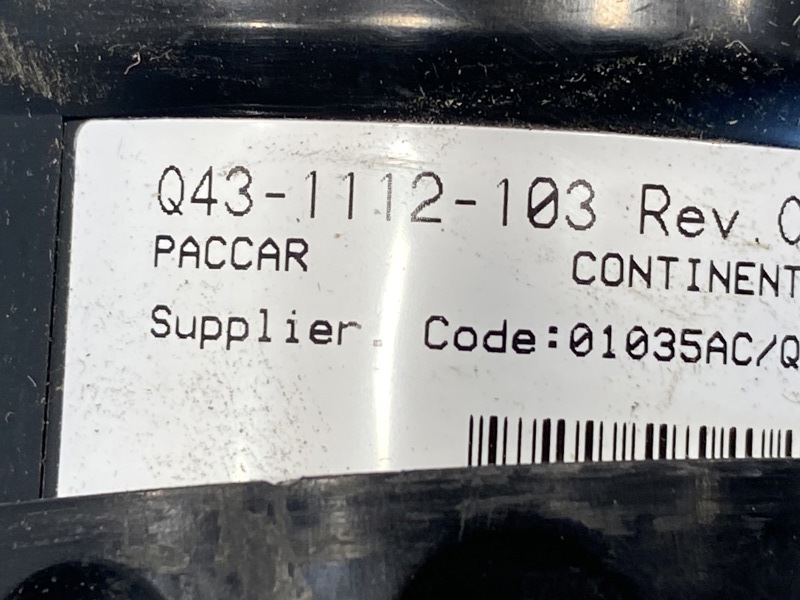 Q43-1112-103 Rev.
PACCAR CONTINENT
Supplier. Code:01035AC/Q